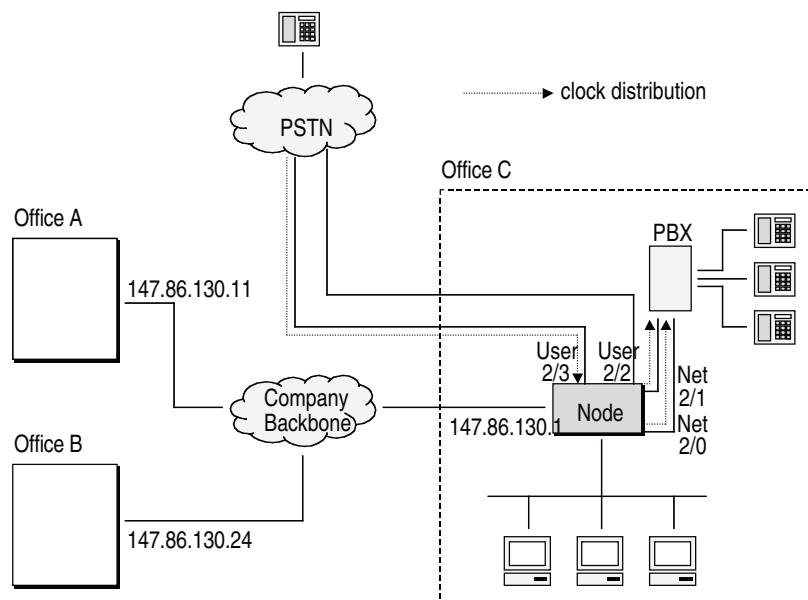 PSTN
clock distribution
Office C
Office A
PBX
147.86.130.11
User
2/3
User
2/2
Net
2/1
Company
Backbone
147.86.130.1
Node
Net
2/0
Office B
147.86.130.24